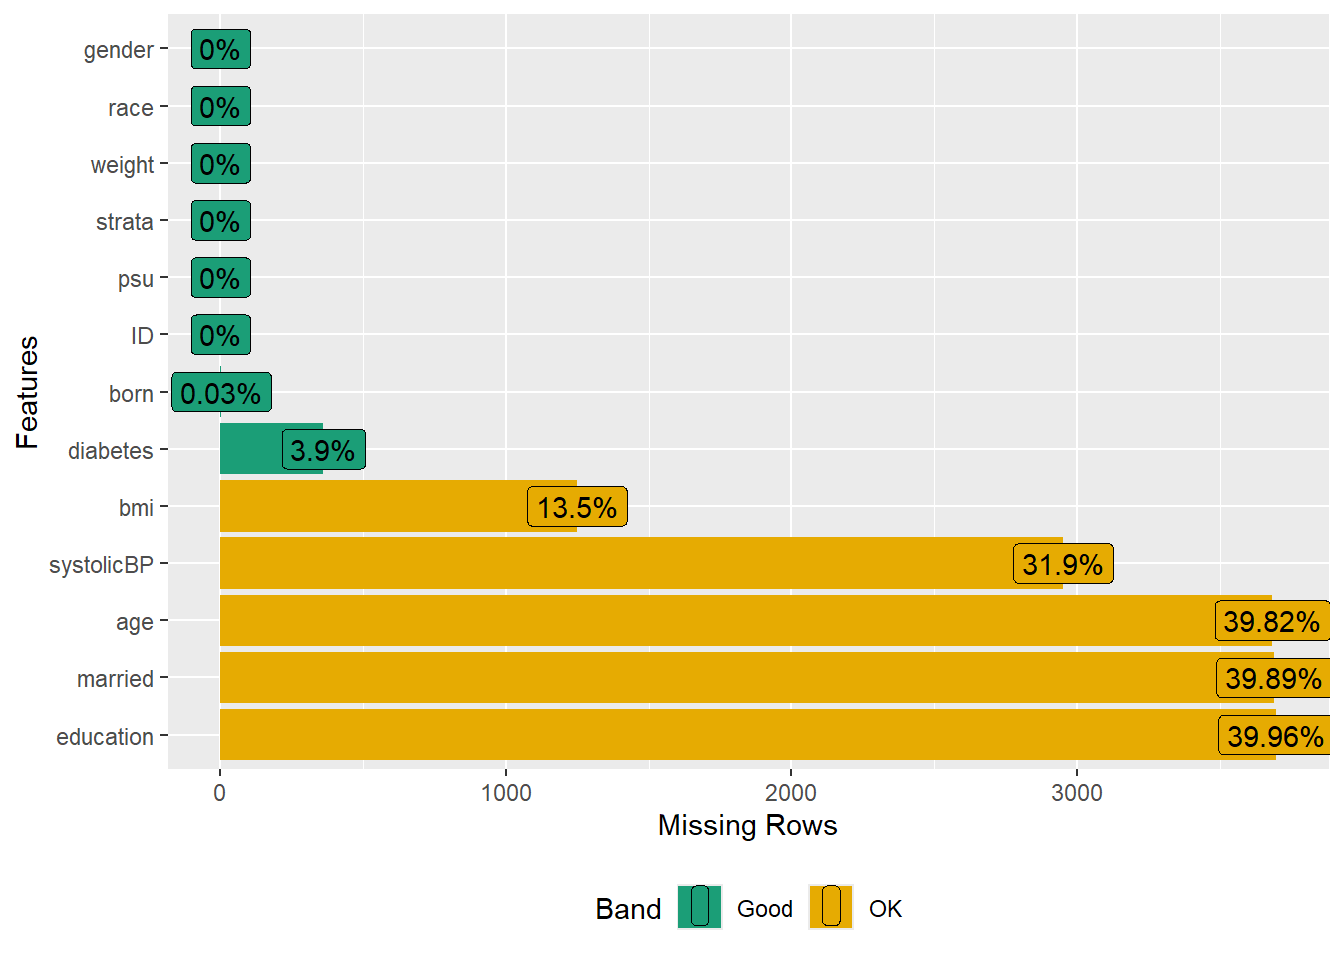 Features
gender 0%
race 0%
weight 0%
strata 0%
psu 0%
ID 0%
born 0.03%
diabetes 3.9%
bmi 13.5%
systolicBP 31.9%
age 39.82%
married 39.89%
education 39.96%
0 1000 2000 3000
Missing Rows
Band Good OK